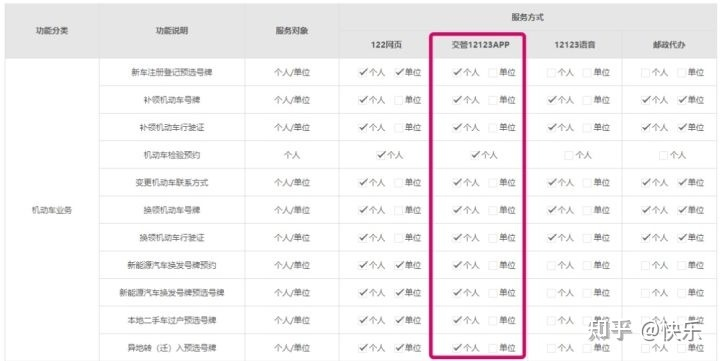 功能分类 功能说明 服务对象 服务方式
122网页 交管12123APP 12123语音 邮政代办
机动车业务
新车注册登记预选号牌 个人/单位 ✓个人 ✓单位 ✓个人 □单位 □个人 □单位 □个人 □单位
补领机动车号牌 个人/单位 ✓个人 □单位 ✓个人 □单位 ✓个人 □单位 ✓个人 ✓单位
补领机动车行驶证 个人/单位 ✓个人 □单位 ✓个人 □单位 ✓个人 □单位 ✓个人 ✓单位
机动车检验预约 个人 ✓个人 ✓个人 □个人 □个人
变更机动车联系方式 个人/单位 ✓个人 □单位 ✓个人 □单位 ✓个人 □单位 ✓个人 ✓单位
换领机动车号牌 个人/单位 ✓个人 □单位 ✓个人 □单位 ✓个人 □单位 ✓个人 ✓单位
换领机动车行驶证 个人/单位 ✓个人 □单位 ✓个人 □单位 ✓个人 □单位 ✓个人 ✓单位
新能源汽车换发号牌预约 个人/单位 ✓个人 ✓单位 ✓个人 □单位 □个人 □单位 □个人 □单位
新能源汽车换发号牌预选号牌 个人/单位 ✓个人 ✓单位 ✓个人 □单位 □个人 □单位 □个人 □单位
本地二手车过户预选号牌 个人/单位 ✓个人 ✓单位 ✓个人 □单位 □个人 □单位
异地转（迁）入预选号牌 个人/单位 ✓个人 ✓单位 ✓个人 □单位 □个人 □单位 □个人 □单位
知乎 @快乐